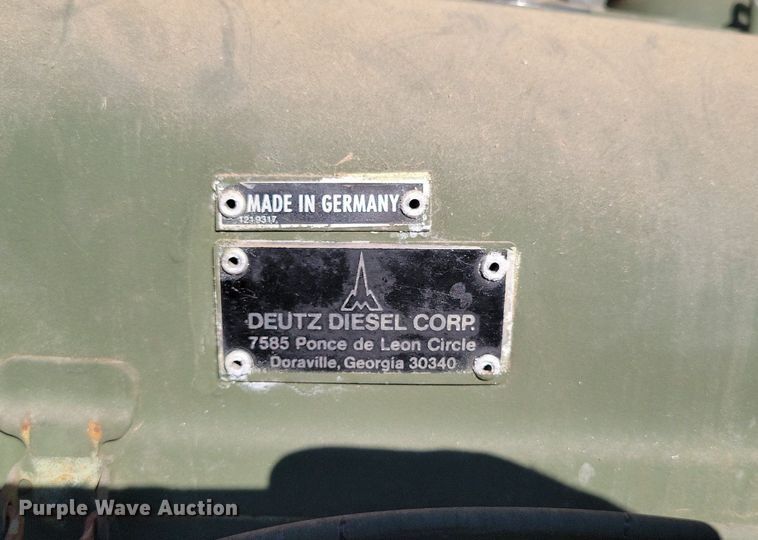 MADE IN GERMANY
1219317
DEUTZ DIESEL CORP.
7585 Ponce de Leon Circle
Doraville, Georgia 30340
Purple Wave Auction